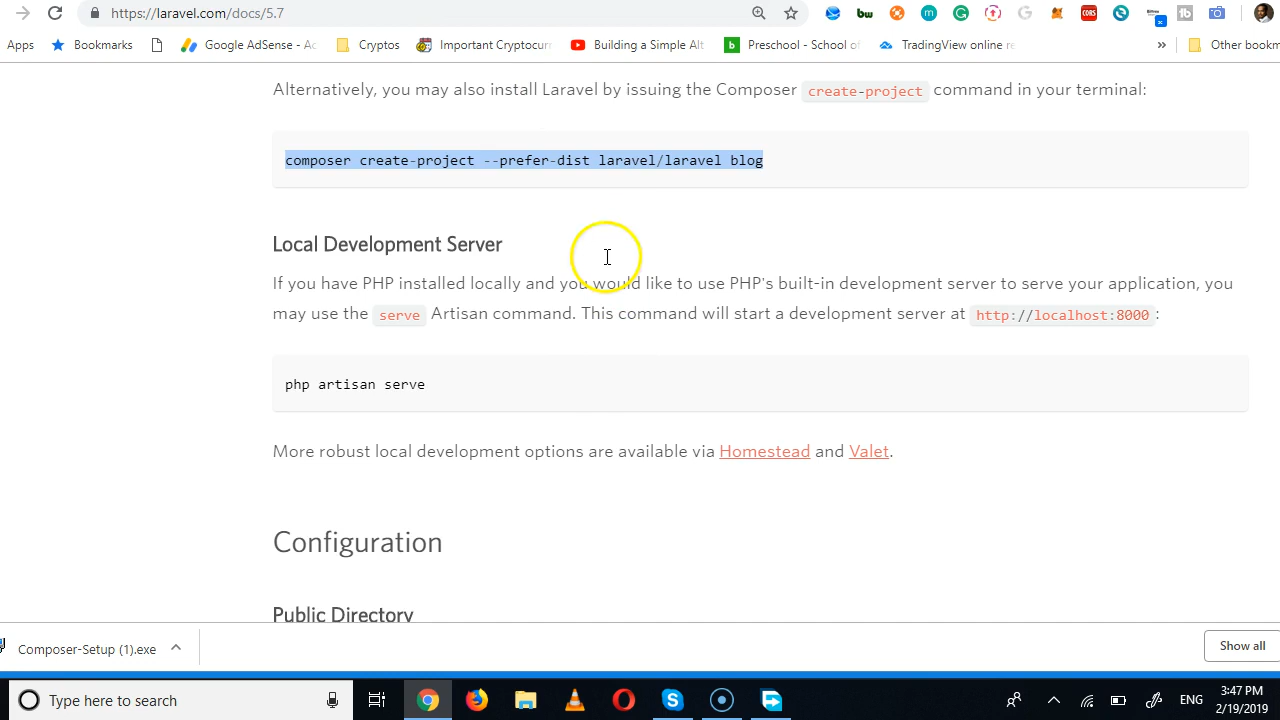 https://laravel.com/docs/5.7
Apps Bookmarks Google AdSense - Ac Cryptos Important Cryptocurr Building a Simple Alt Preschool - School of TradingView online re » Other bookm
Alternatively, you may also install Laravel by issuing the Composer create-project command in your terminal:
composer create-project --prefer-dist laravel/laravel blog
Local Development Server
If you have PHP installed locally and you would like to use PHP's built-in development server to serve your application, you
may use the serve Artisan command. This command will start a development server at http://localhost:8000 :
php artisan serve
More robust local development options are available via Homestead and Valet.
Configuration
Public Directory
Composer-Setup (1).exe
Show all
Type here to search
ENG
3:47 PM
2/19/2019